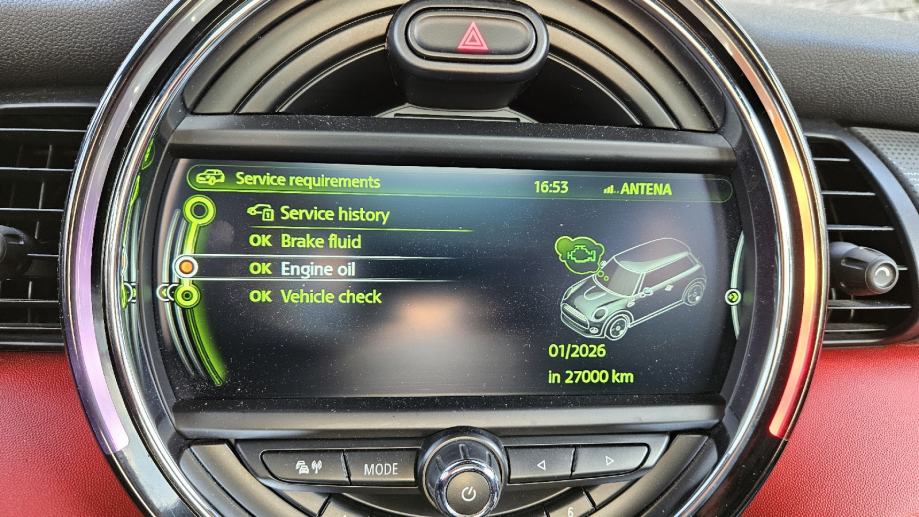 Service requirements 16:53 ANTENA
Service history
OK Brake fluid
OK Engine oil
OK Vehicle check
01/2026
in 27000 km
MODE
6